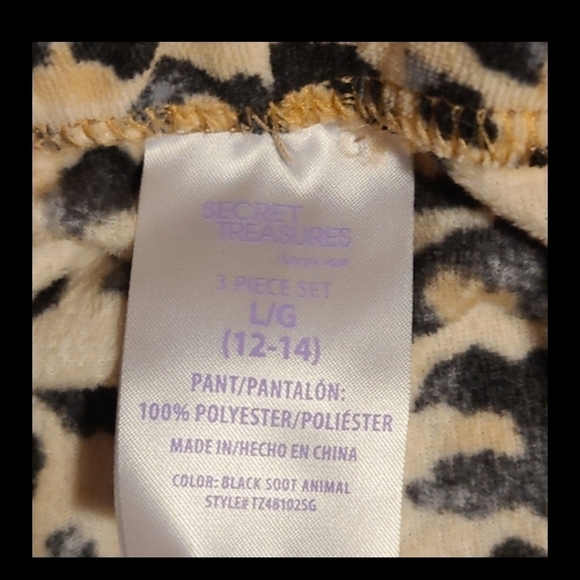 SECRET
TREASURES
3 PIECE SET
L/G
(12-14)
PANT/PANTALÓN:
100% POLYESTER/POLIÉSTER
MADE IN/HECHO EN CHINA
COLOR: BLACK SOOT ANIMAL
STYLE# TZ481025G